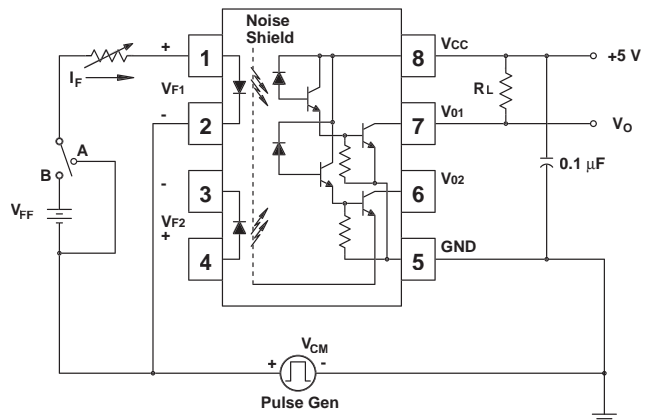 Noise
Shield
+
1
VF1
-
2
-
3
VF2
+
4
IF
A
B
VFF
8
VCC
7
V01
6
V02
5
GND
RL
+5 V
VO
0.1 µF
VCM
+
-
Pulse Gen